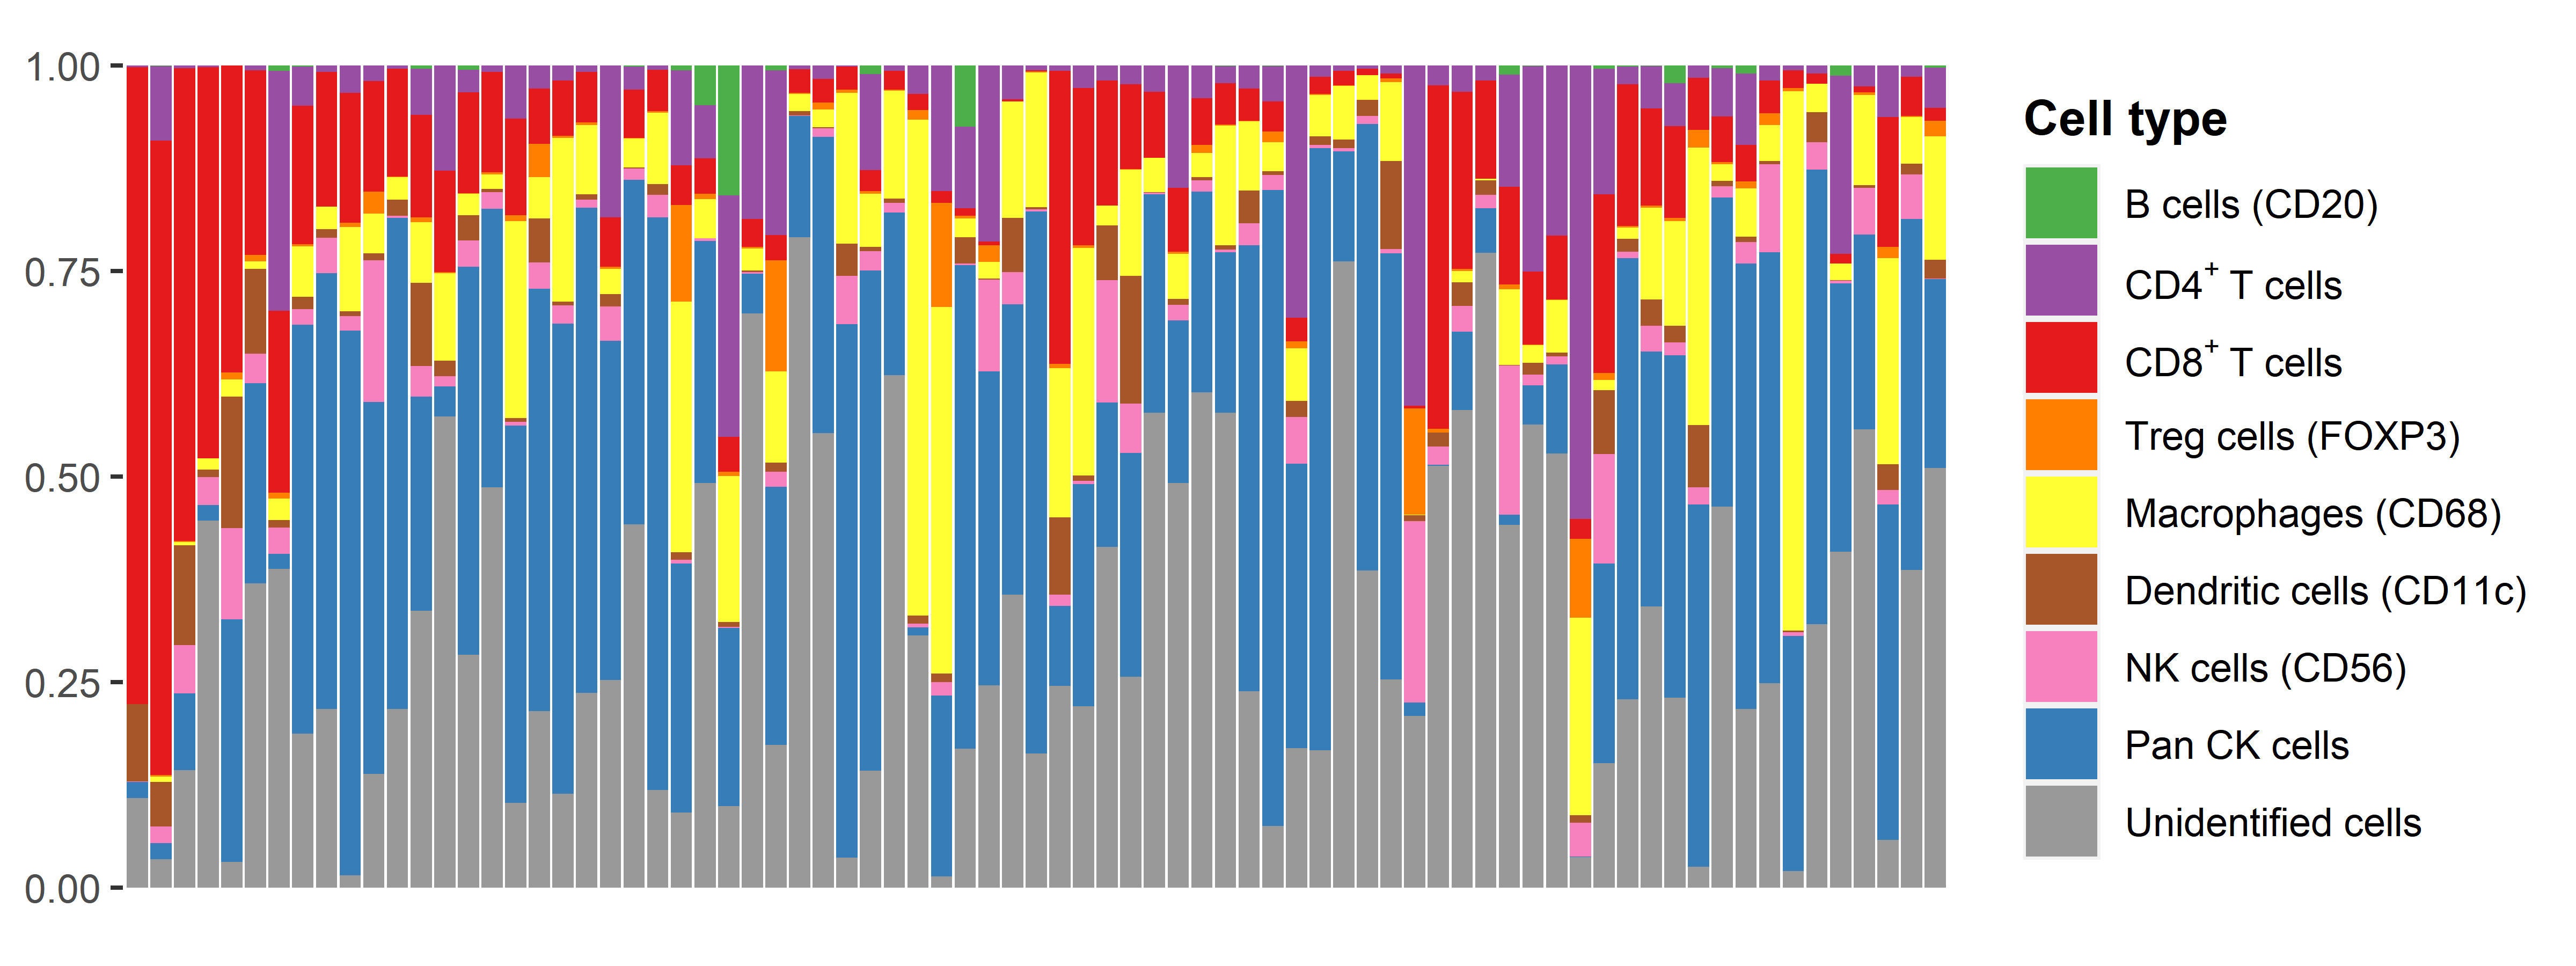 1.00
0.75
0.50
0.25
0.00
Cell type
B cells (CD20)
CD4⁺ T cells
CD8⁺ T cells
Treg cells (FOXP3)
Macrophages (CD68)
Dendritic cells (CD11c)
NK cells (CD56)
Pan CK cells
Unidentified cells